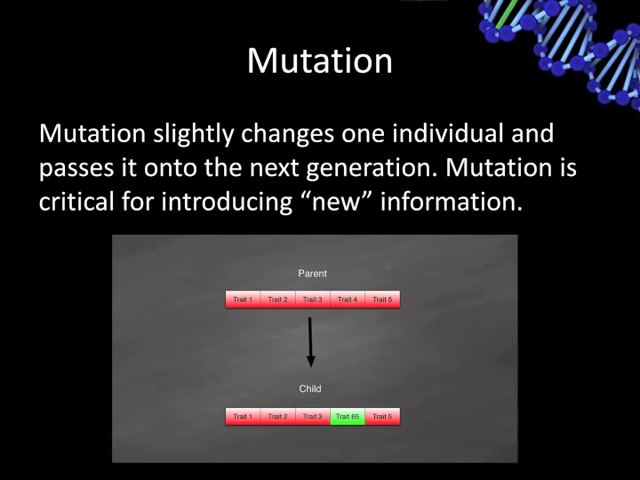 Mutation
Mutation slightly changes one individual and
passes it onto the next generation. Mutation is
critical for introducing “new” information.
Parent
Trait 1 Trait 2 Trait 3 Trait 4 Trait 5
Child
Trait 1 Trait 2 Trait 3 Trait 65 Trait 5